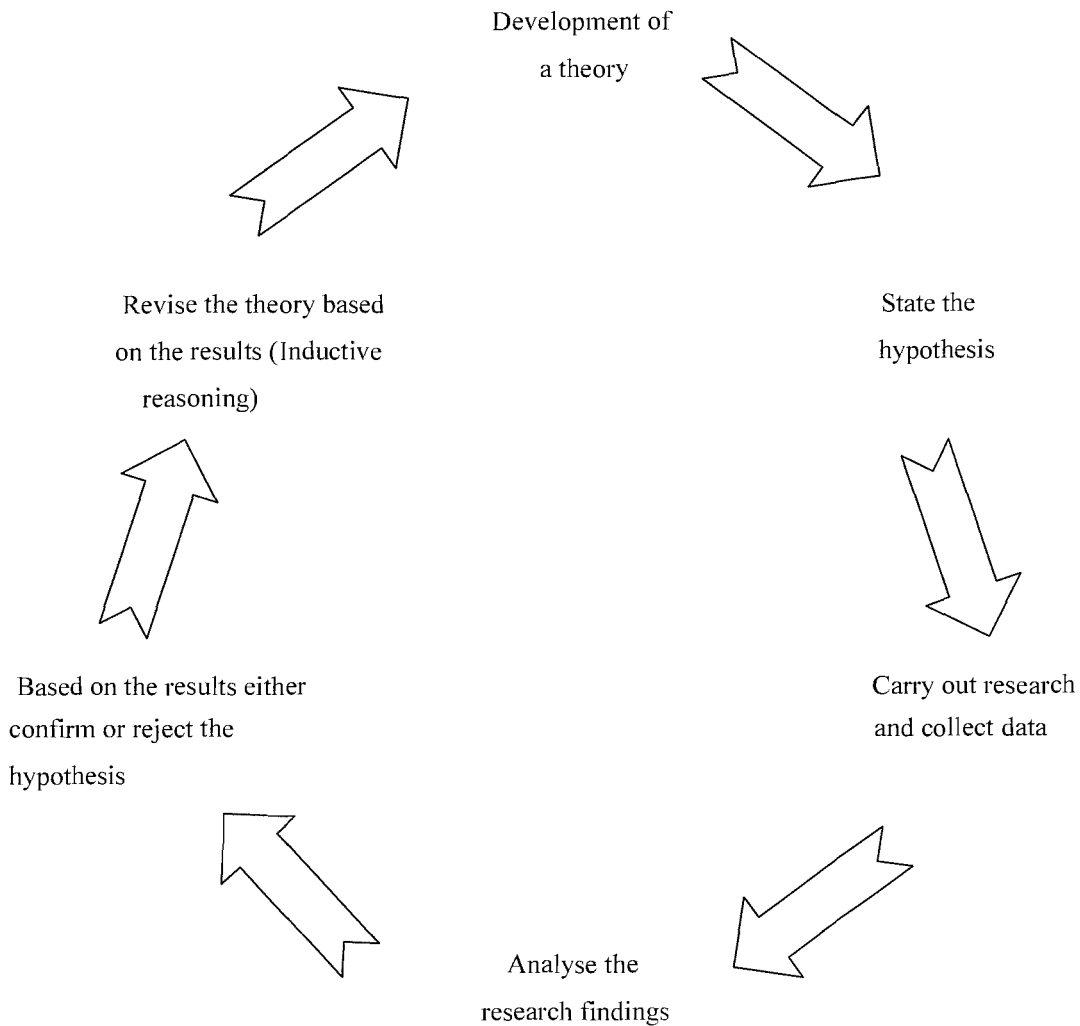 Development of
a theory
State the
hypothesis
Carry out research
and collect data
Analyse the
research findings
Based on the results either
confirm or reject the
hypothesis
Revise the theory based
on the results (Inductive
reasoning)